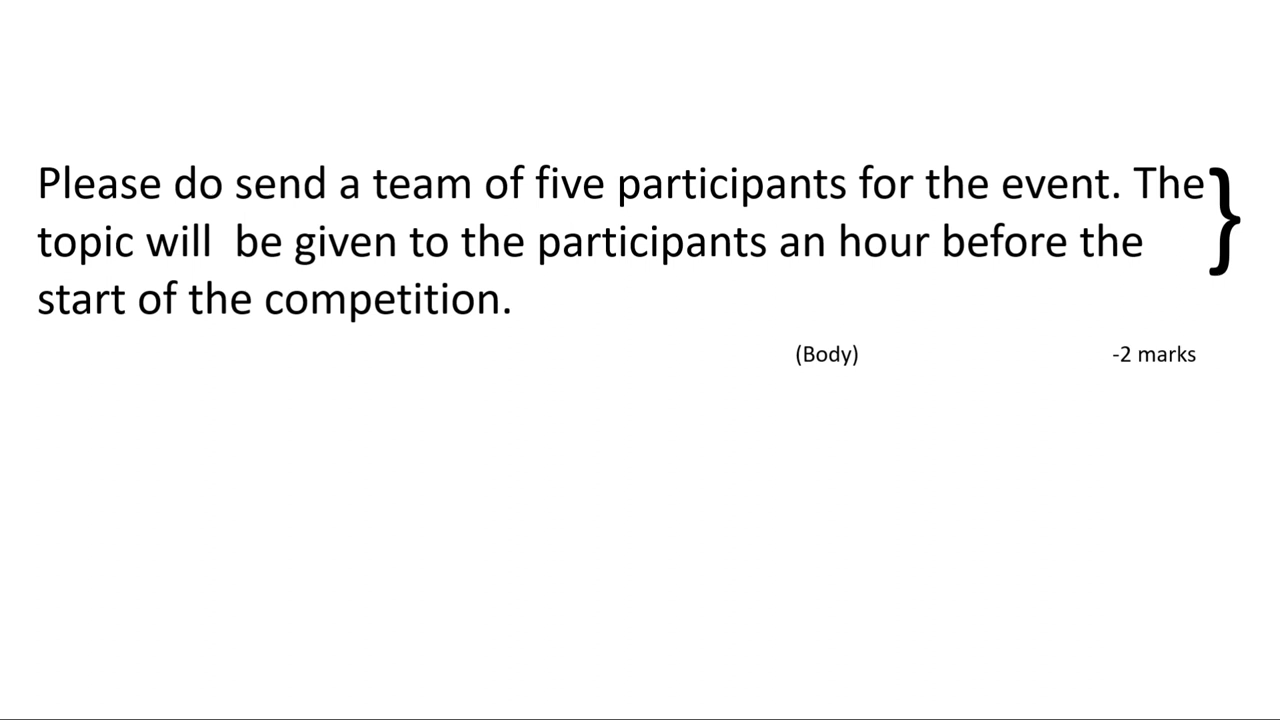 Please do send a team of five participants for the event. The }
topic will  be given to the participants an hour before the
start of the competition.
(Body) -2 marks